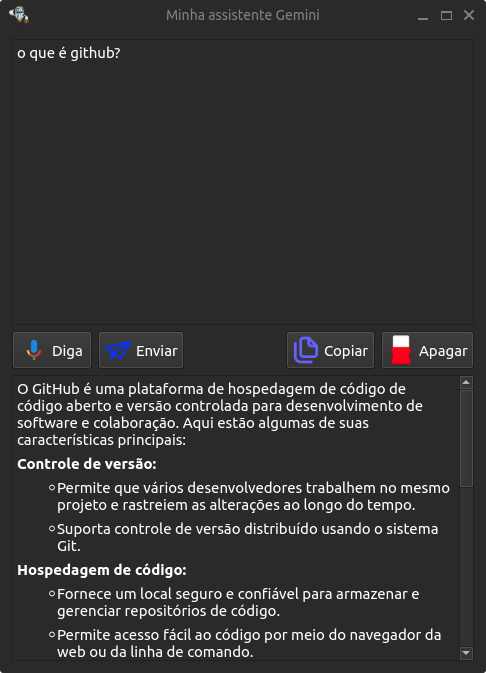 Minha assistente Gemini
o que é github?
Diga
Enviar
Copiar
Apagar
O GitHub é uma plataforma de hospedagem de código de
código aberto e versão controlada para desenvolvimento de
software e colaboração. Aqui estão algumas de suas
características principais:
Controle de versão:
Permite que vários desenvolvedores trabalhem no mesmo
projeto e rastreiem as alterações ao longo do tempo.
Suporta controle de versão distribuído usando o sistema
Git.
Hospedagem de código:
Fornece um local seguro e confiável para armazenar e
gerenciar repositórios de código.
Permite acesso fácil ao código por meio do navegador da
web ou da linha de comando.